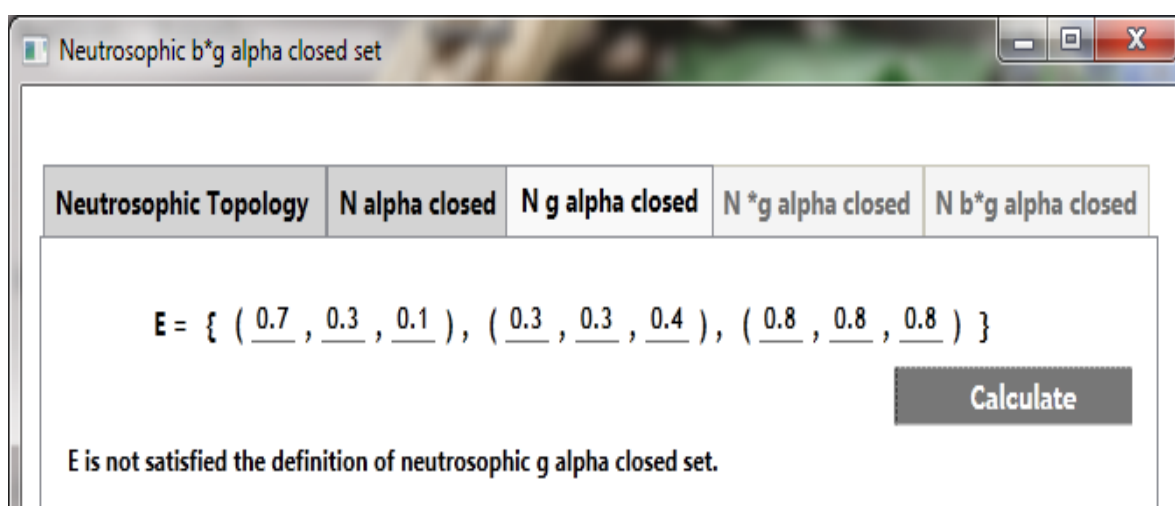 Neutrosophic b*g alpha closed set
Neutrosophic Topology N alpha closed N g alpha closed N *g alpha closed N b*g alpha closed
E = { ( 0.7 , 0.3 , 0.1 ), ( 0.3 , 0.3 , 0.4 ), ( 0.8 , 0.8 , 0.8 ) }
Calculate
E is not satisfied the definition of neutrosophic g alpha closed set.